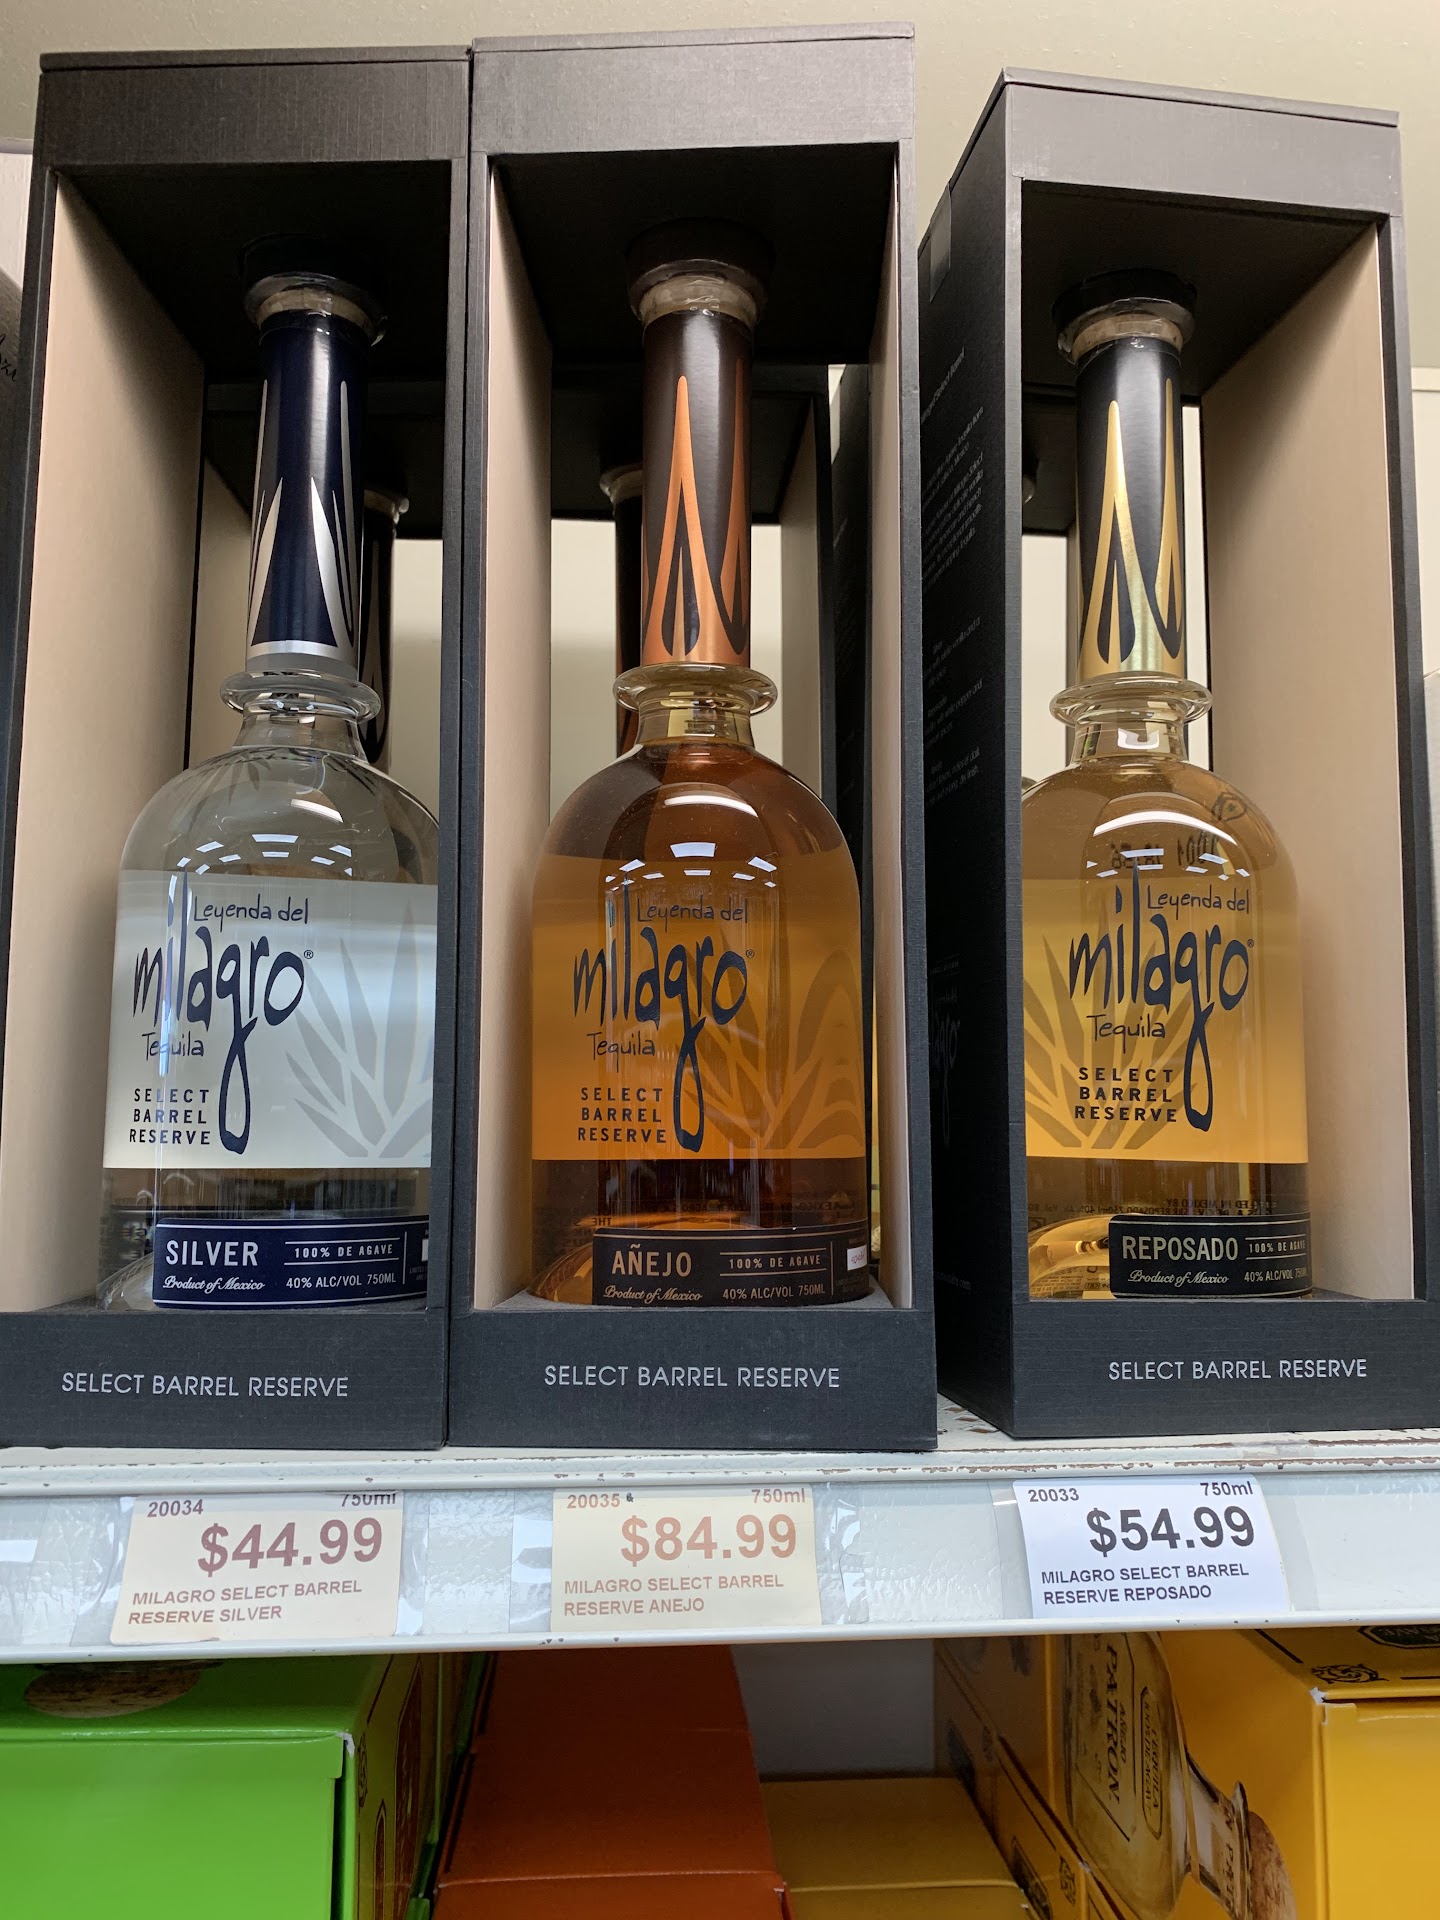 Leyenda del
milagro®
Tequila
SELECT
BARREL
RESERVE
SILVER
100% DE AGAVE
Product of Mexico
40% ALC/VOL 750ML
SELECT BARREL RESERVE
Leyenda del
milagro®
Tequila
SELECT
BARREL
RESERVE
AÑEJO
100% DE AGAVE
Product of Mexico
40% ALC/VOL 750ML
SELECT BARREL RESERVE
Leyenda del
milagro®
Tequila
SELECT
BARREL
RESERVE
REPOSADO
100% DE AGAVE
Product of Mexico
40% ALC/VOL 750
SELECT BARREL RESERVE
20034 750ml
$44.99
MILAGRO SELECT BARREL
RESERVE SILVER
20035 750ml
$84.99
MILAGRO SELECT BARREL
RESERVE ANEJO
20033 750ml
$54.99
MILAGRO SELECT BARREL
RESERVE REPOSADO
PATRON
AÑEJO
TEQUILA